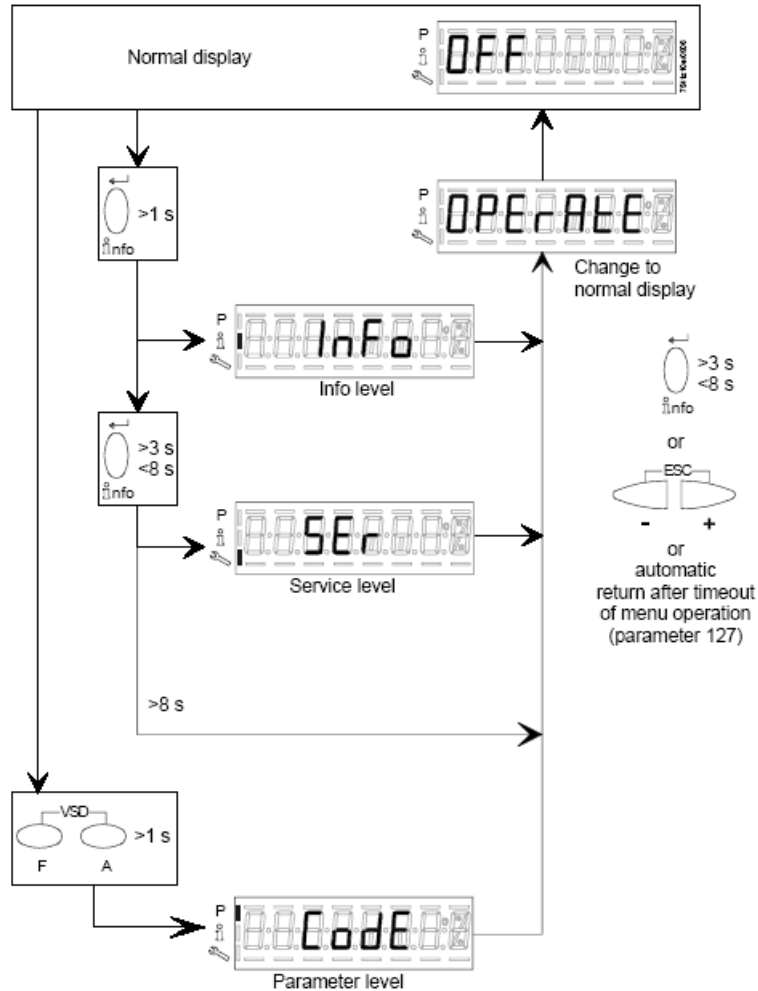 Normal display
P
OFF
>1 s
info
P
OPErAtE
Change to
normal display
P
InFo
Info level
>3 s
<8 s
info
>3 s
<8 s
info
or
ESC
- +
or
automatic
return after timeout
of menu operation
(parameter 127)
P
SEr
Service level
>8 s
VSD
>1 s
F A
P
CodE
Parameter level